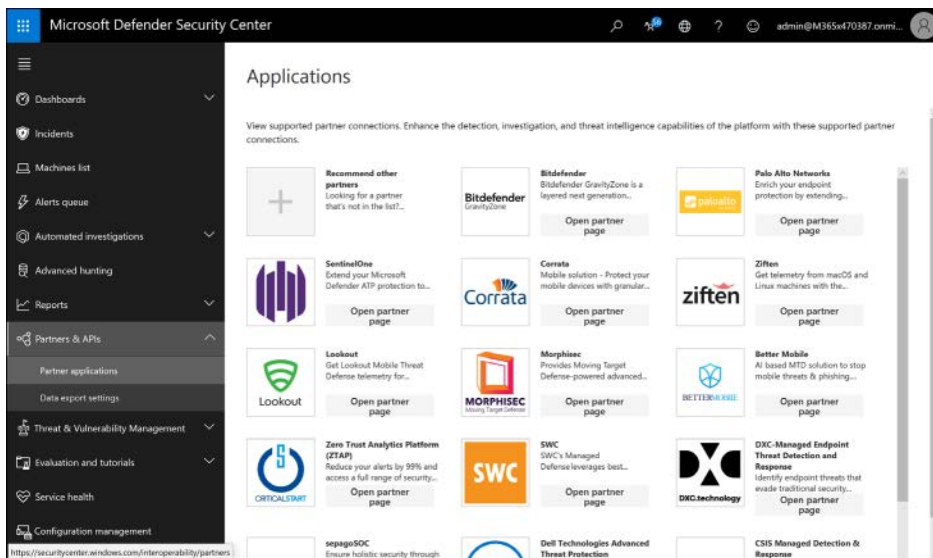 Microsoft Defender Security Center
56
?
admin@M365x470387.onmi...
Dashboards
Incidents
Machines list
Alerts queue
Automated investigations
Advanced hunting
Reports
Partners & APIs
Partner applications
Data export settings
Threat & Vulnerability Management
Evaluation and tutorials
Service health
Configuration management
https://securitycenter.windows.com/interoperability/partners
Applications
View supported partner connections. Enhance the detection, investigation, and threat intelligence capabilities of the platform with these supported partner
connections.
Recommend other
partners
Looking for a partner
that's not in the list?...
Bitdefender
GravityZone
Bitdefender
Bitdefender GravityZone is a
layered next generation...
Open partner
page
paloalto
Palo Alto Networks
Enrich your endpoint
protection by extending...
Open partner
page
SentinelOne
Extend your Microsoft
Defender ATP protection to...
Open partner
page
Corrata
Corrata
Mobile solution - Protect your
mobile devices with granular...
Open partner
page
ziften
Ziften
Get telemetry from macOS and
Linux machines with the...
Open partner
page
Lookout
Lookout
Get Lookout Mobile Threat
Defense telemetry for...
Open partner
page
MORPHISEC
Moving Target Defense
Morphisec
Provides Moving Target
Defense-powered advanced...
Open partner
page
BETTERMOBILE
Better Mobile
AI based MTD solution to stop
mobile threats & phishing...
Open partner
page
CRITICALSTART
Zero Trust Analytics Platform
(ZTAP)
Reduce your alerts by 99% and
access a full range of security...
Open partner
page
SWC
SWC
SWC's Managed
Defense leverages best...
Open partner
page
DXC.technology
DXC-Managed Endpoint
Threat Detection and
Response
Identify endpoint threats that
evade traditional security...
Open partner
page
sepagoSOC
Ensure holistic security through
Dell Technologies Advanced
Threat Protection
CSIS Managed Detection &
Response